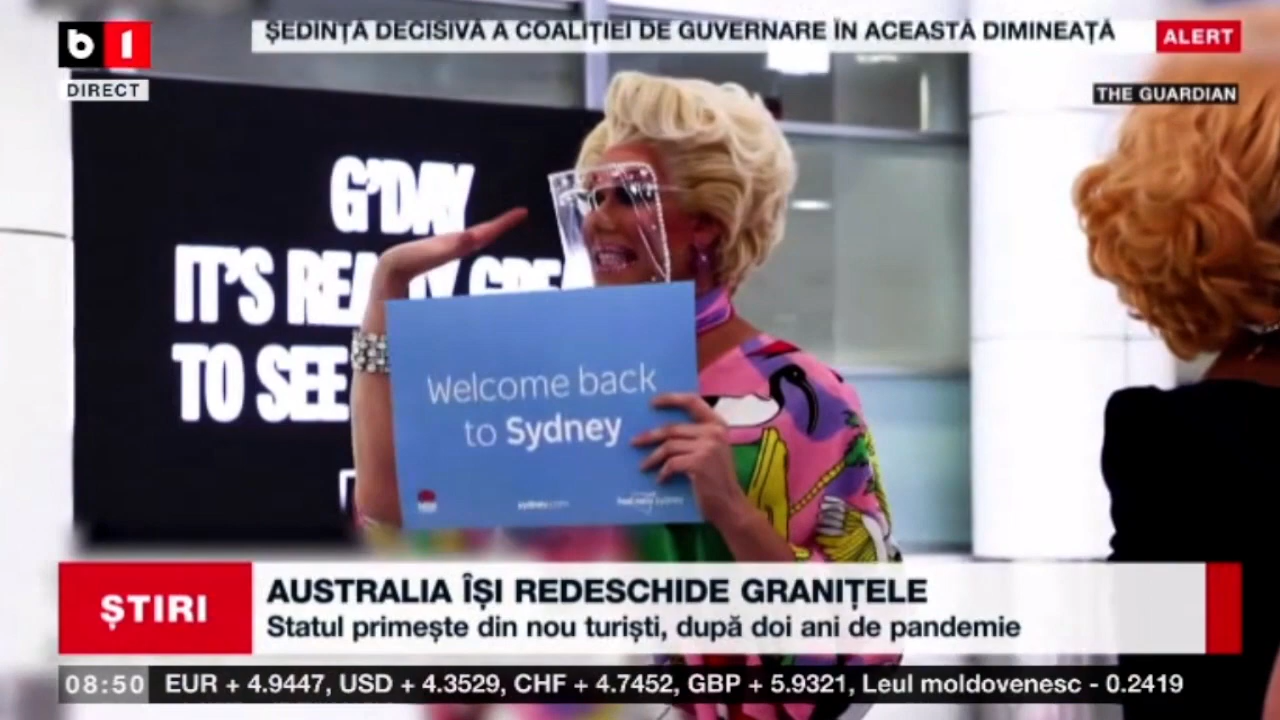 b 1
DIRECT
ȘEDINȚĂ DECISIVĂ A COALIȚIEI DE GUVERNARE ÎN ACEASTĂ DIMINEAȚĂ
ALERT
THE GUARDIAN
G'DAY
IT'S
TO SEE
Welcome back
to Sydney
ȘTIRI
AUSTRALIA ÎȘI REDESCHIDE GRANIȚELE
Statul primește din nou turiști, după doi ani de pandemie
08:50 EUR + 4.9447, USD + 4.3529, CHF + 4.7452, GBP + 5.9321, Leul moldovenesc - 0.2419